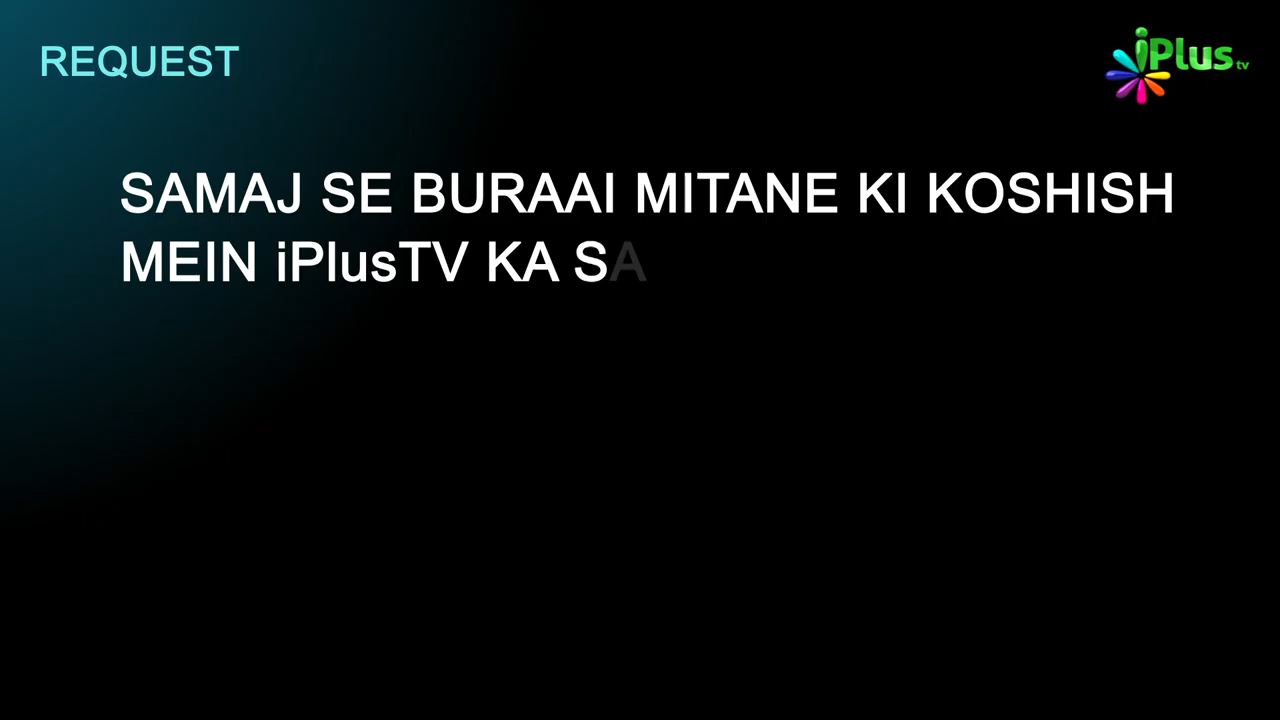 REQUEST
iPlus tv
SAMAJ SE BURAAI MITANE KI KOSHISH
MEIN iPlusTV KA SA